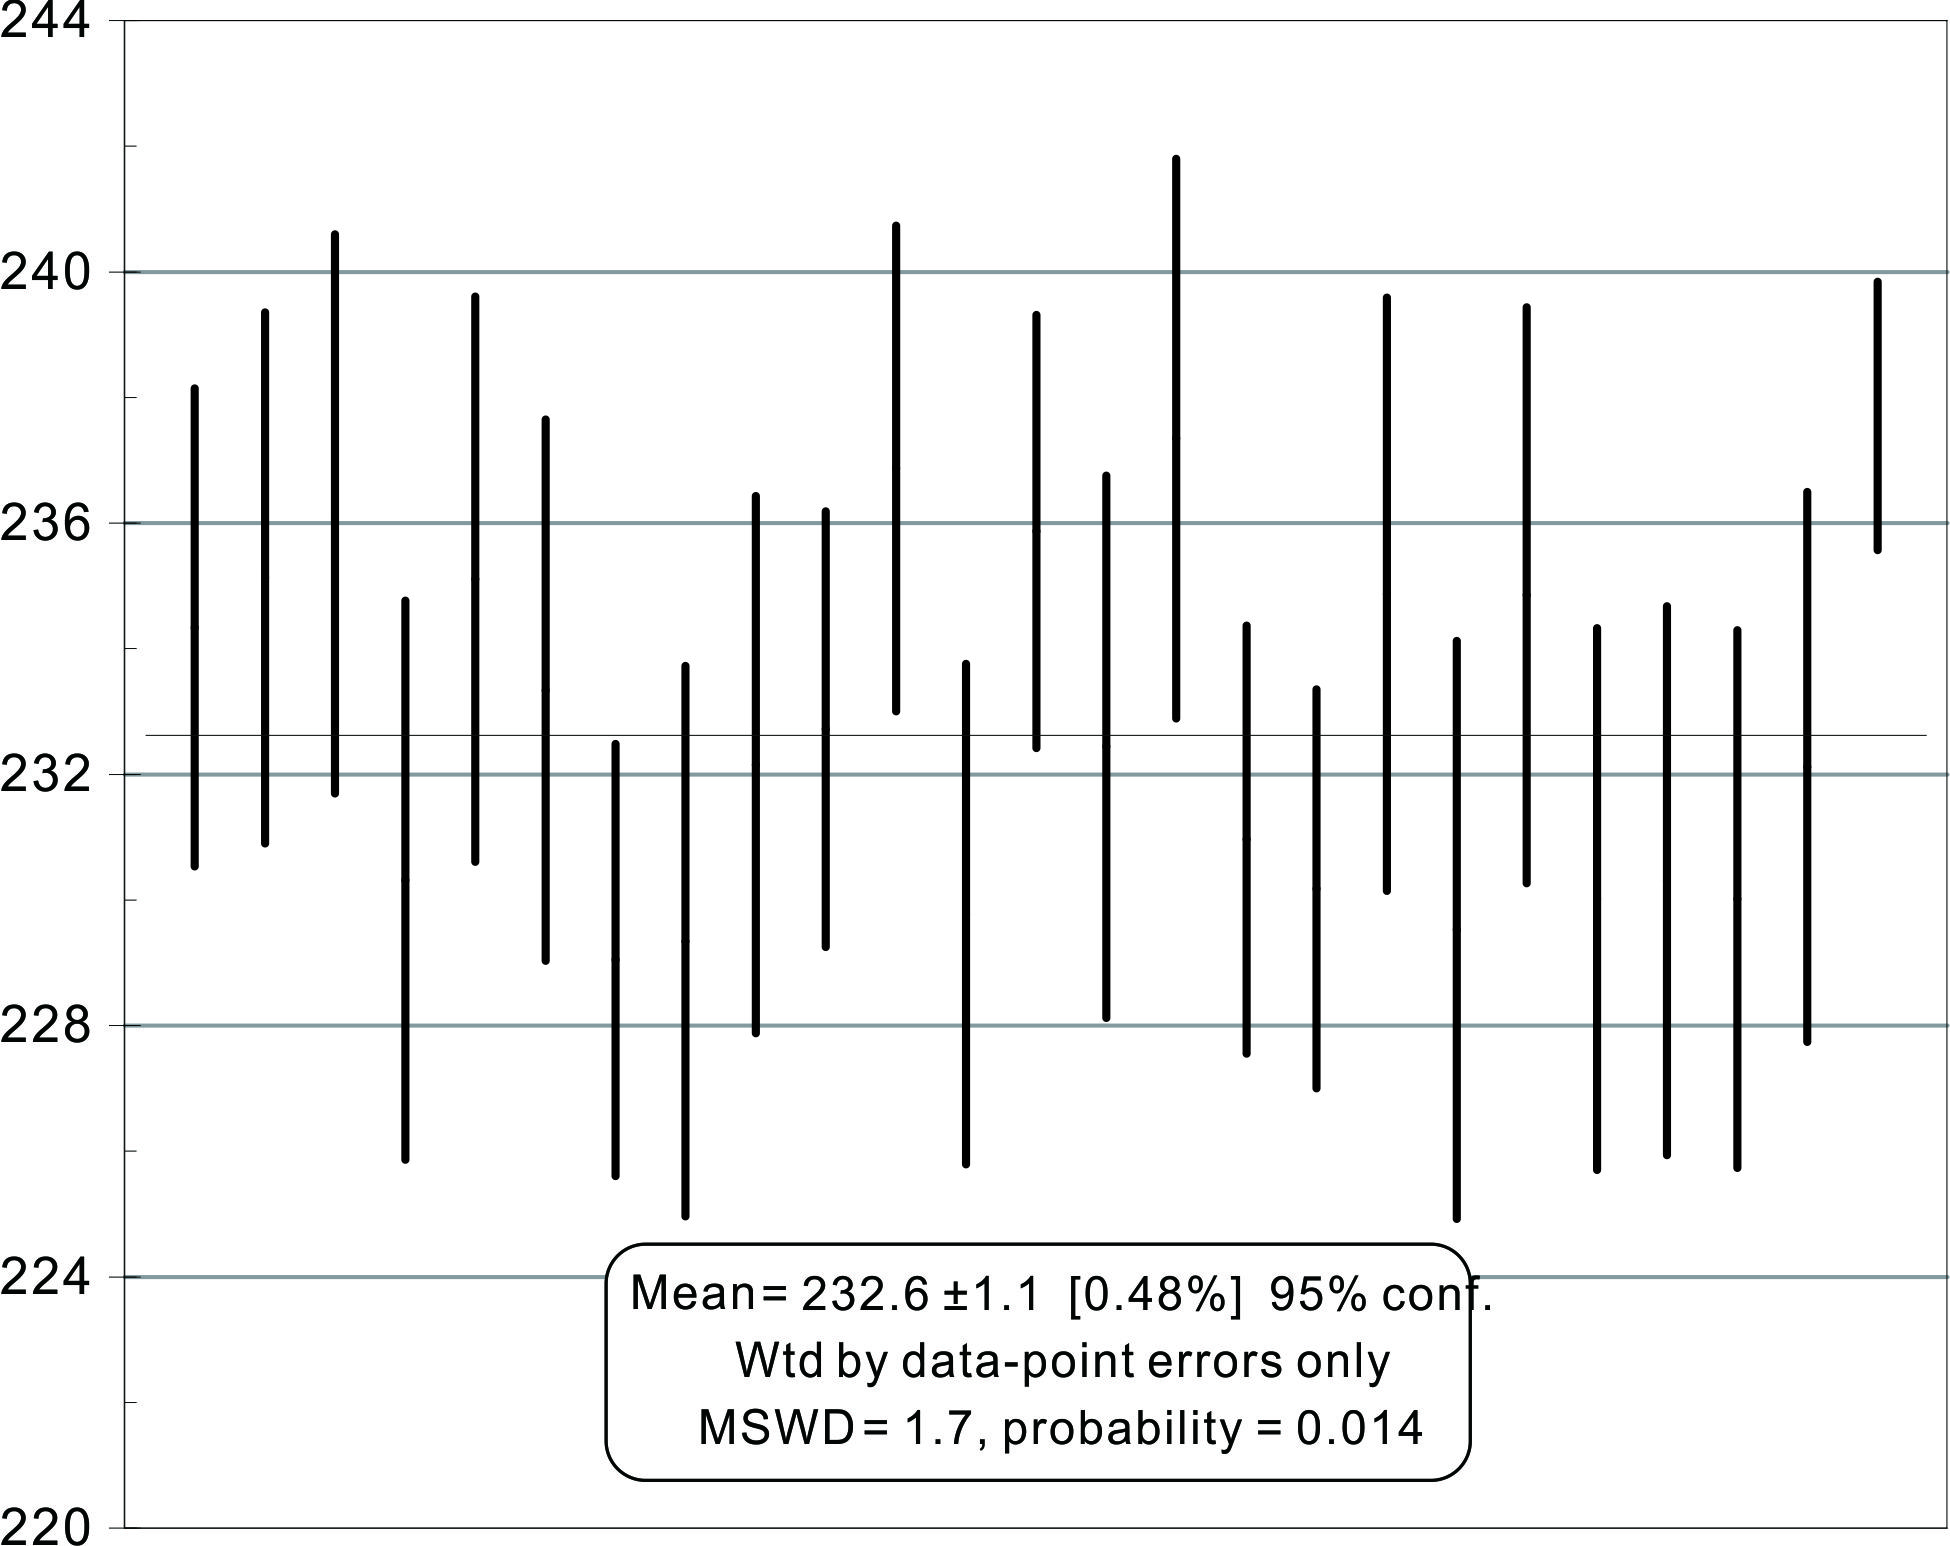 244
240
236
232
228
224
220
Mean = 232.6 ±1.1 [0.48%] 95% conf.
Wtd by data-point errors only
MSWD = 1.7, probability = 0.014